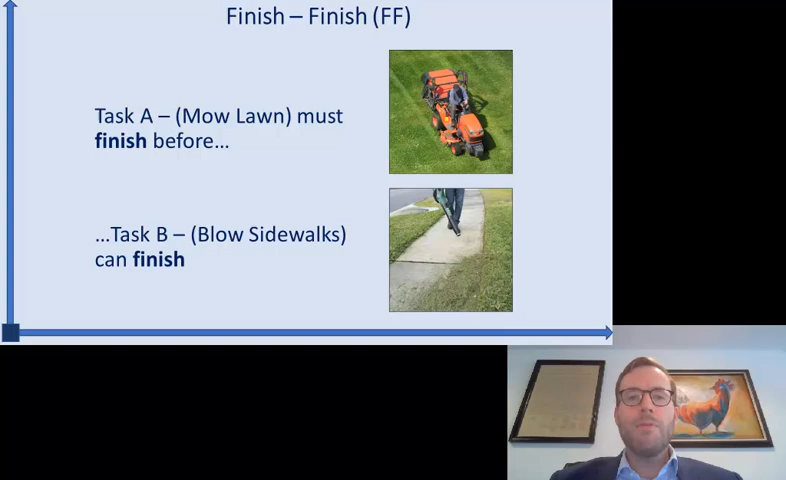 Finish – Finish (FF)
Task A – (Mow Lawn) must
finish before...
...Task B – (Blow Sidewalks)
can finish